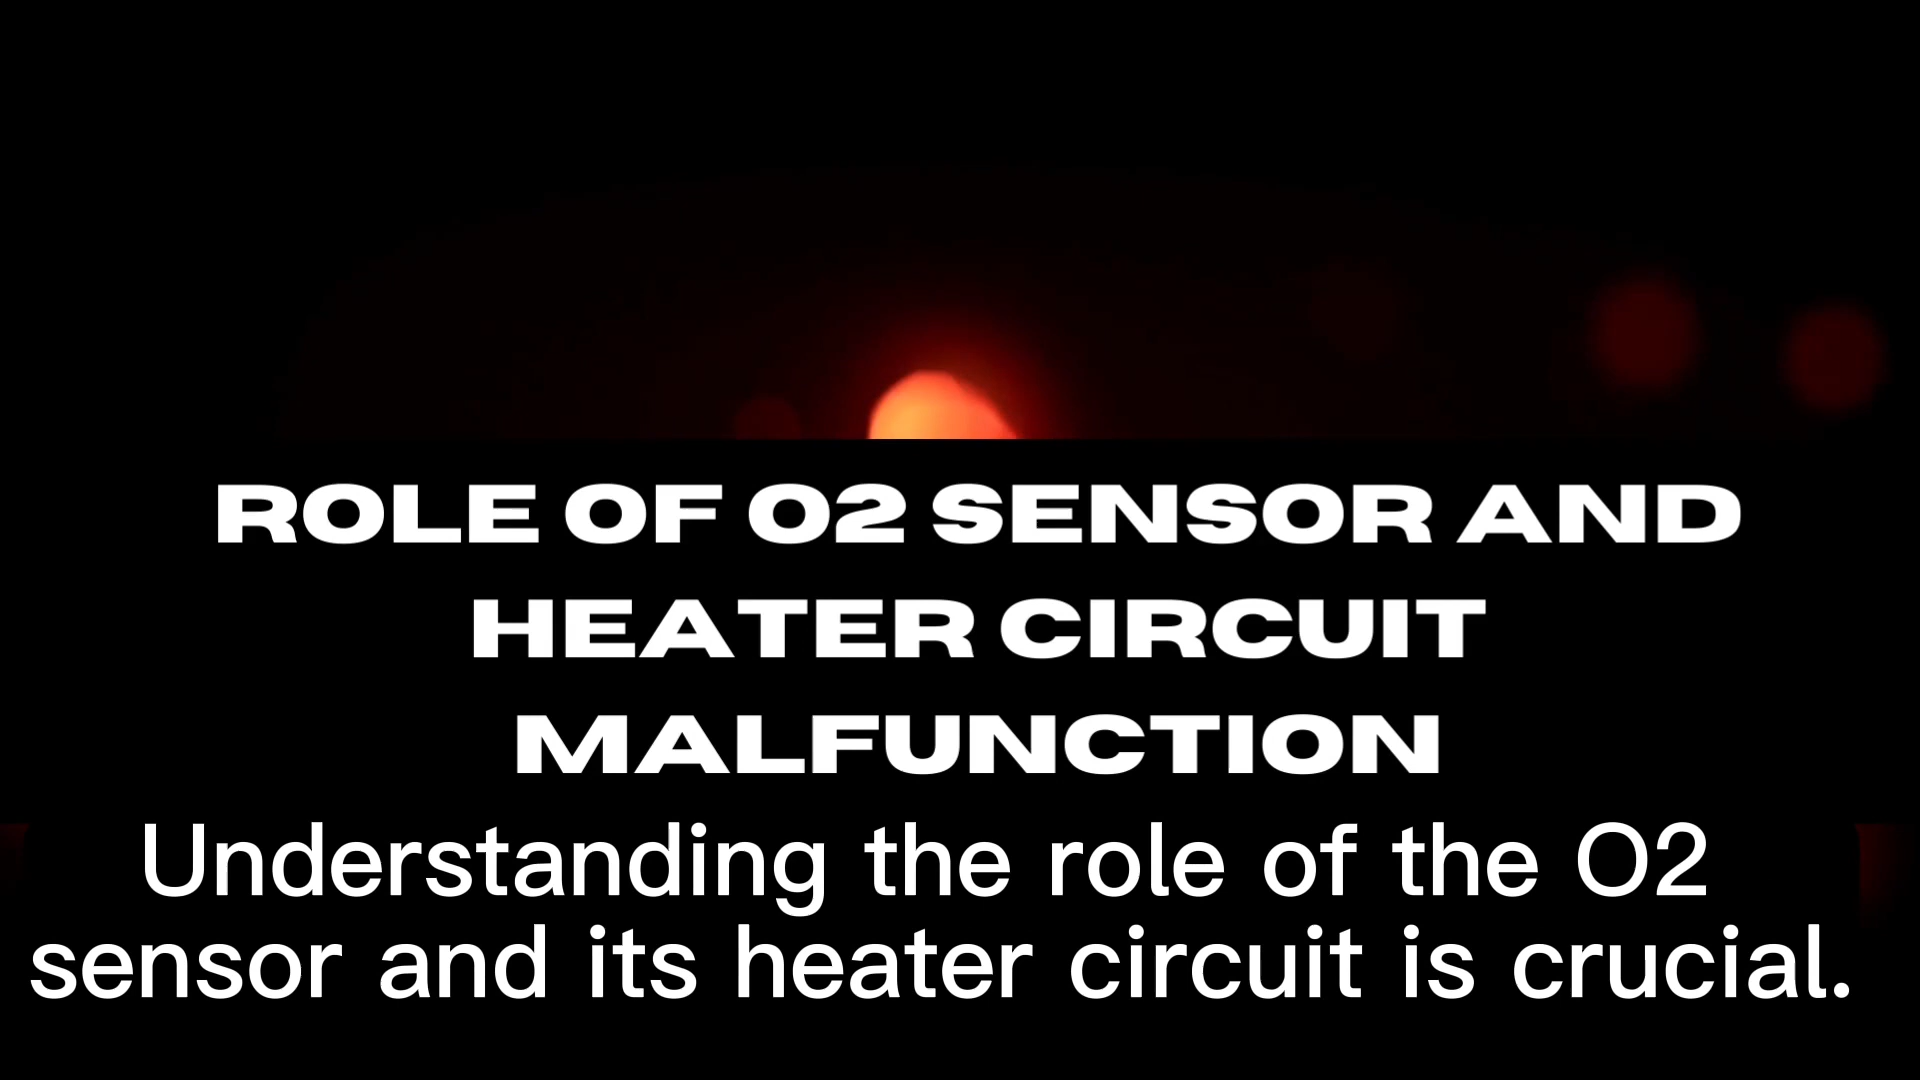 ROLE OF O2 SENSOR AND
HEATER CIRCUIT
MALFUNCTION
Understanding the role of the O2
sensor and its heater circuit is crucial.